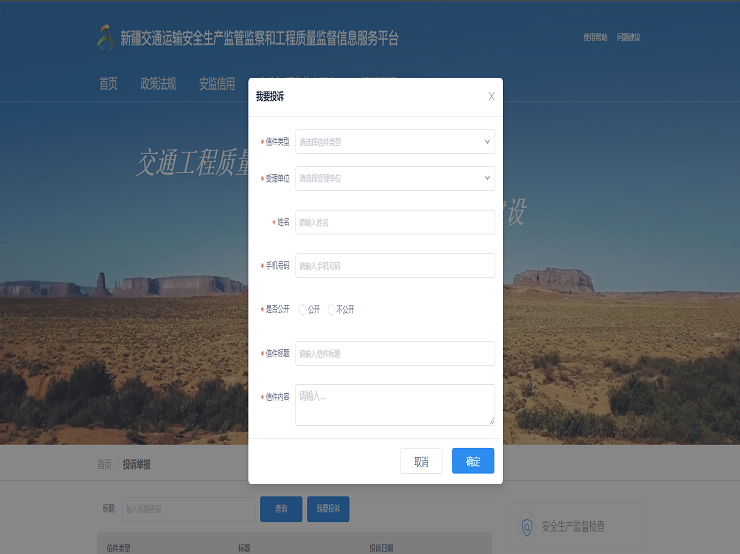 新疆交通运输安全生产监管监察和工程质量监督信息服务平台
使用帮助 问题建议
首页 政策法规 安监信用
交通工程质量
设
我要投诉 X
* 信件类型 请选择信件类型
* 受理单位 请选择受理单位
* 姓名 请输入姓名
* 手机号码 请输入手机号码
* 是否公开 公开 不公开
* 信件标题 请输入信件标题
* 信件内容 请输入...
取消 确定
首页 / 投诉举报
标题: 输入标题查询 查询 我要投诉
安全生产监督检查
信件类型 标题 投诉日期